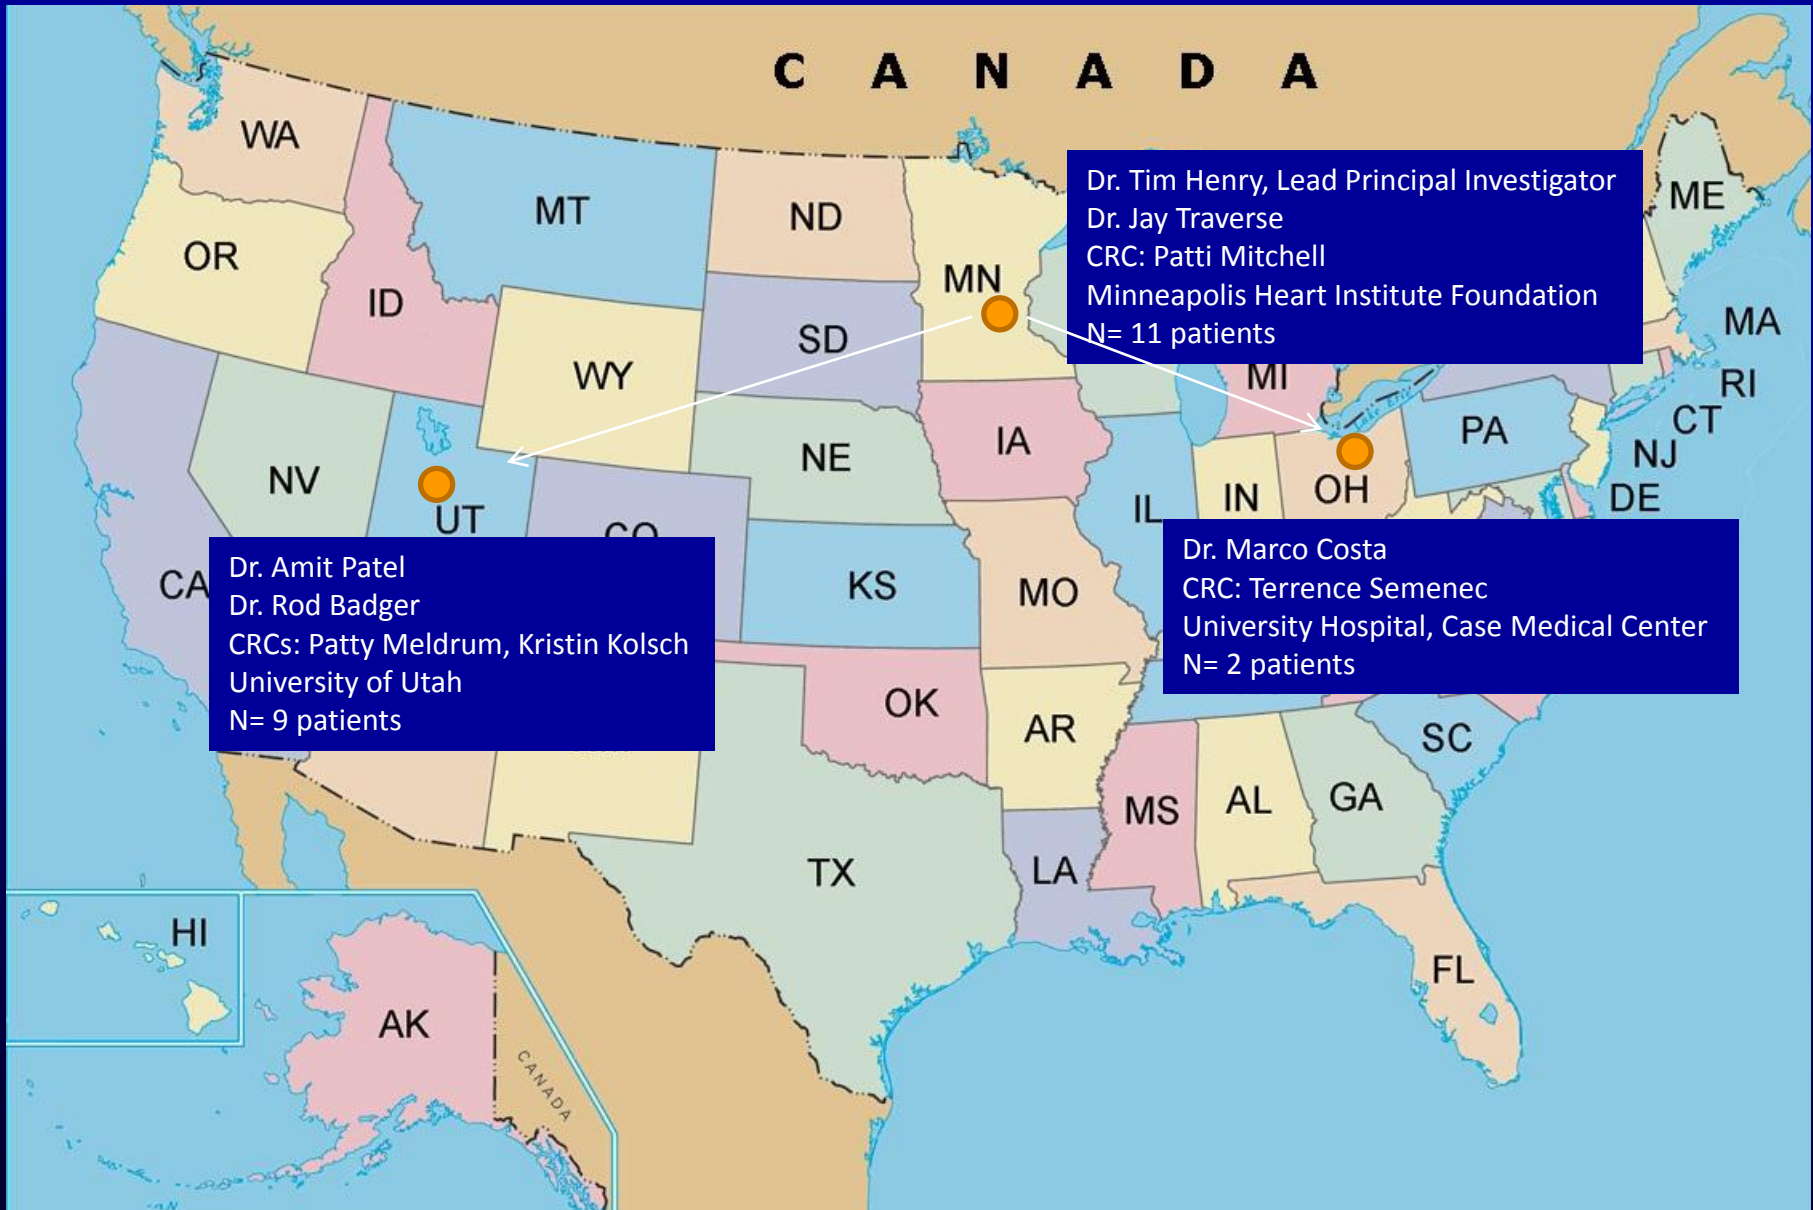 C A N A D A
WA
MT
ND
MN
ME
OR
ID
SD
WY
MI
MA
RI
CT
NJ
DE
PA
Lake Erie
NV
UT
NE
IA
IL
IN
OH
CO
CA
KS
MO
OK
AR
SC
TX
LA
MS
AL
GA
FL
HI
AK
CANADA
Dr. Tim Henry, Lead Principal Investigator
Dr. Jay Traverse
CRC: Patti Mitchell
Minneapolis Heart Institute Foundation
N= 11 patients
Dr. Amit Patel
Dr. Rod Badger
CRCs: Patty Meldrum, Kristin Kolsch
University of Utah
N= 9 patients
Dr. Marco Costa
CRC: Terrence Semenec
University Hospital, Case Medical Center
N= 2 patients